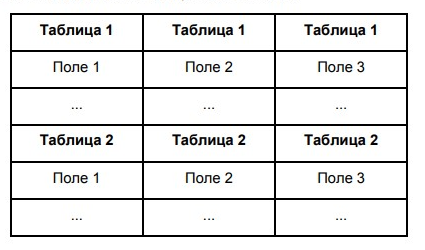 Таблица 1 Таблица 1 Таблица 1
Поле 1 Поле 2 Поле 3
... ... ...
Таблица 2 Таблица 2 Таблица 2
Поле 1 Поле 2 Поле 3
... ... ...